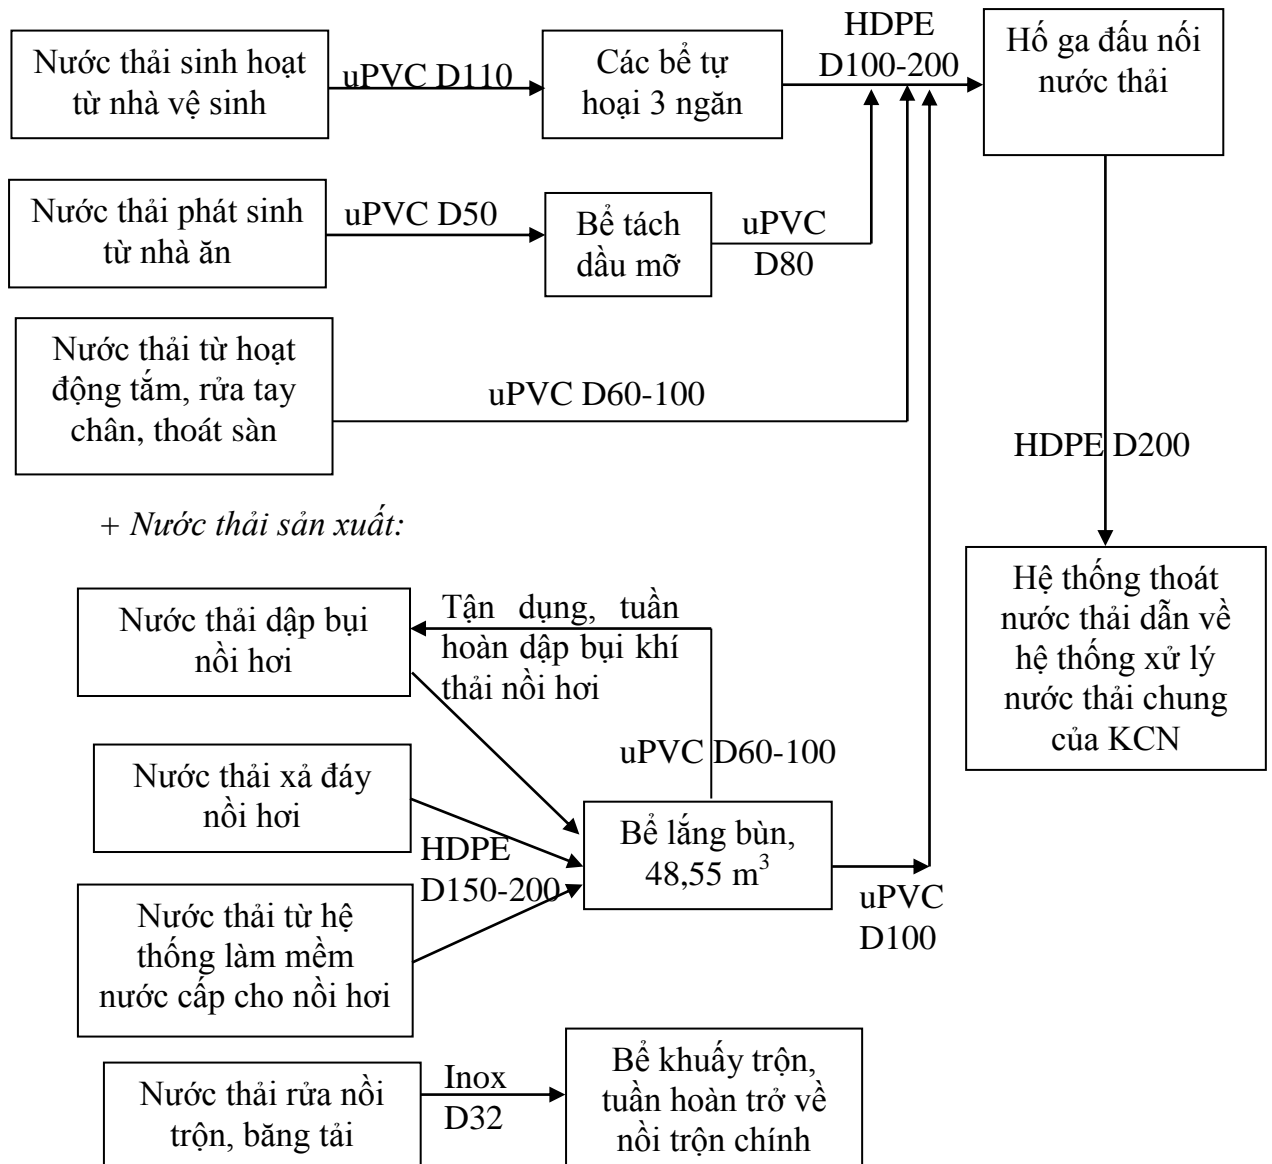 Nước thải sinh hoạt
từ nhà vệ sinh
uPVC D110
Các bể tự
hoại 3 ngăn
HDPE
D100-200
Hố ga đấu nối
nước thải
Nước thải phát sinh
từ nhà ăn
uPVC D50
Bể tách
dầu mỡ
uPVC
D80
Nước thải từ hoạt
động tắm, rửa tay
chân, thoát sàn
uPVC D60-100
HDPE D200
+ Nước thải sản xuất:
Hệ thống thoát
nước thải dẫn về
hệ thống xử lý
nước thải chung
của KCN
Nước thải dập bụi
nồi hơi
Tận dụng, tuần
hoàn dập bụi khí
thải nồi hơi
uPVC D60-100
Nước thải xả đáy
nồi hơi
HDPE
D150-200
Bể lắng bùn,
48,55 m³
uPVC
D100
Nước thải từ hệ
thống làm mềm
nước cấp cho nồi hơi
Nước thải rửa nồi
trộn, băng tải
Inox
D32
Bể khuấy trộn,
tuần hoàn trở về
nồi trộn chính